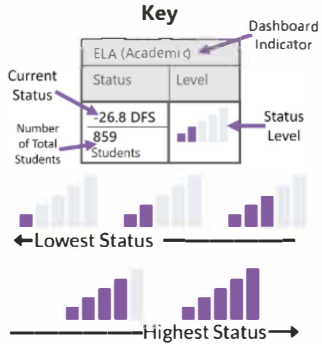 Key
Dashboard
Indicator
ELA (Academic)
Current
Status
Status
Level
-26.8 DFS
859
Students
Number
of Total
Students
Status
Level
Lowest Status
Highest Status